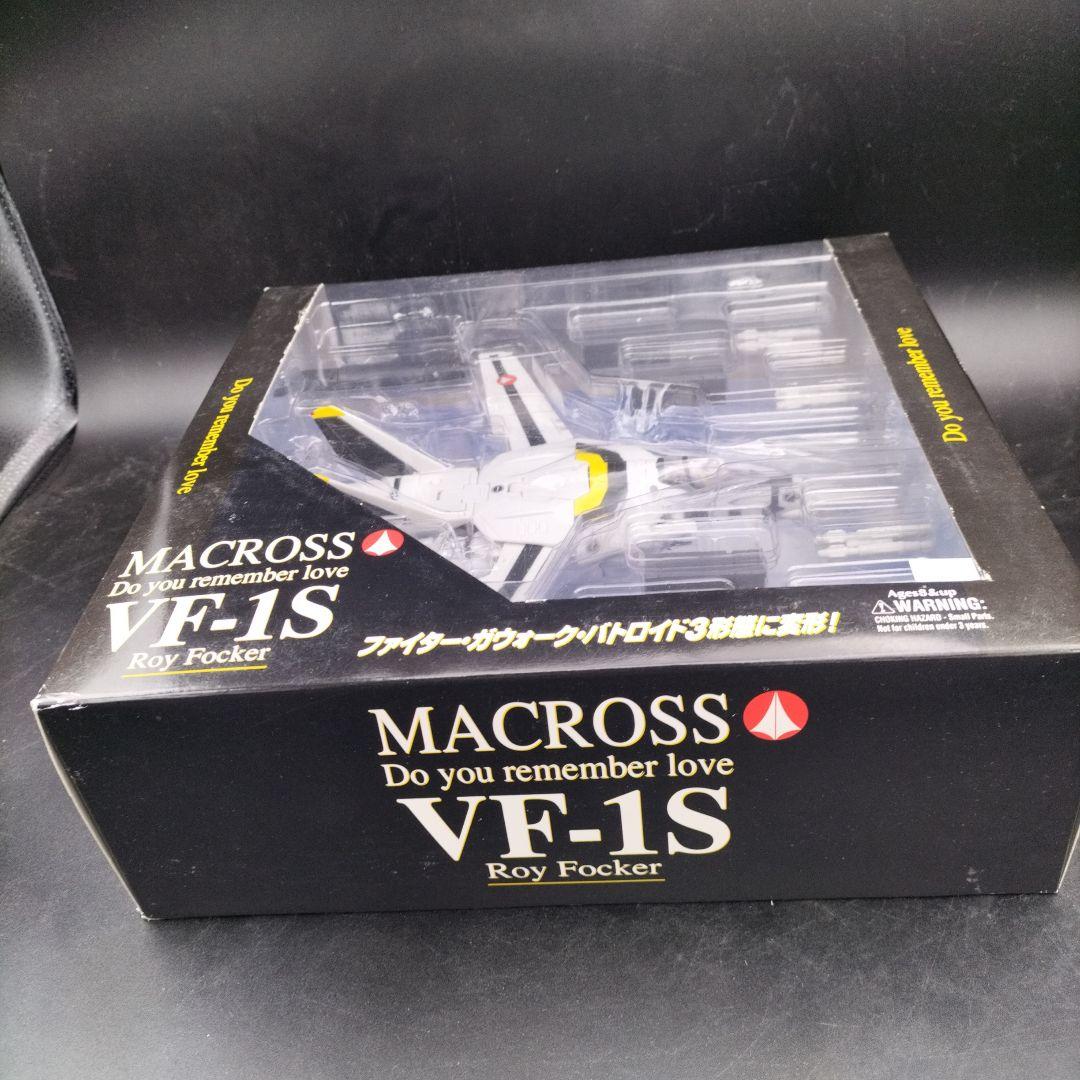 Do you remember love
Do you remember love
MACROSS
Do you remember love
VF-1S
Roy Focker
ファイター・ガウォーク・バトロイド3形態に変形!
Ages8&up
WARNING:
CHOKING HAZARD - Small Parts.
Not for children under 3 years.
MACROSS
Do you remember love
VF-1S
Roy Focker